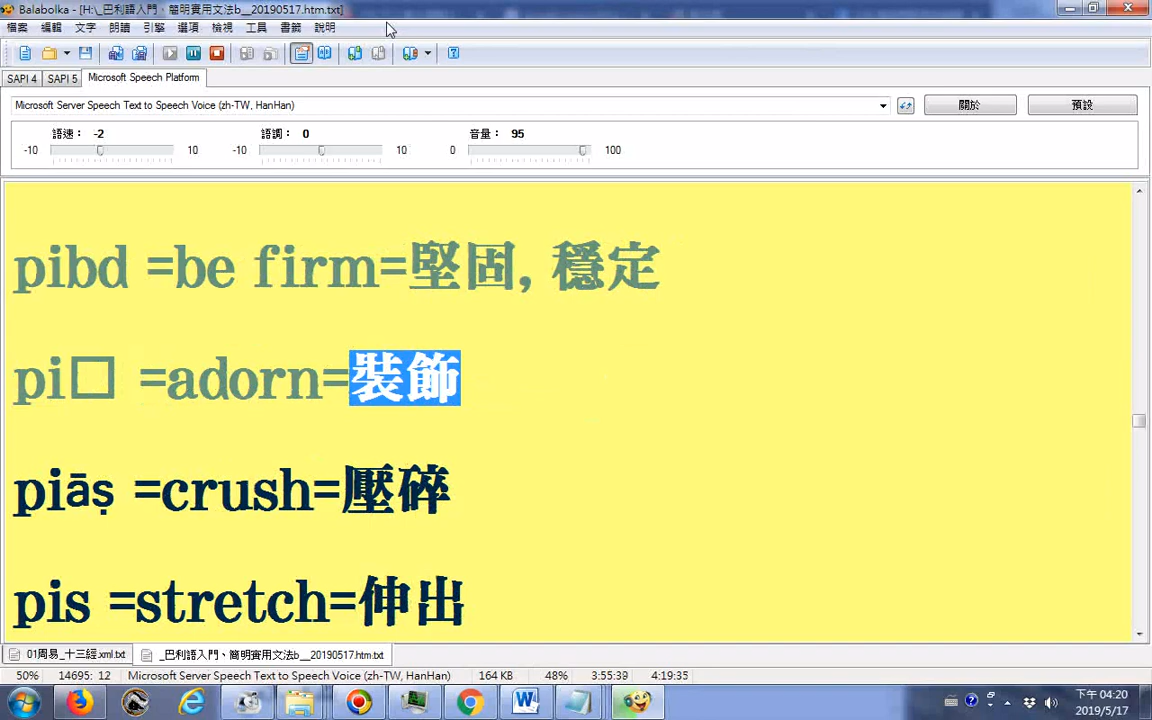 Balabolka - [H:\_巴利語入門、簡明實用文法b__20190517.htm.txt]
檔案 編輯 文字 朗讀 引擎 選項 檢視 工具 書籤 說明
SAPI 4 SAPI 5 Microsoft Speech Platform
Microsoft Server Speech Text to Speech Voice (zh-TW, HanHan) 關於 預設
語速： -2 語調： 0 音量： 95
-10 10 -10 10 0 100
pibd =be firm=堅固, 穩定
pi□ =adorn=裝飾
piāṣ =crush=壓碎
pis =stretch=伸出
01周易_十三經.xml.txt _巴利語入門、簡明實用文法b__20190517.htm.txt
50% 14695: 12 Microsoft Server Speech Text to Speech Voice (zh-TW, HanHan) 164 KB 48% 3:55:39 4:19:35
下午 04:20
2019/5/17